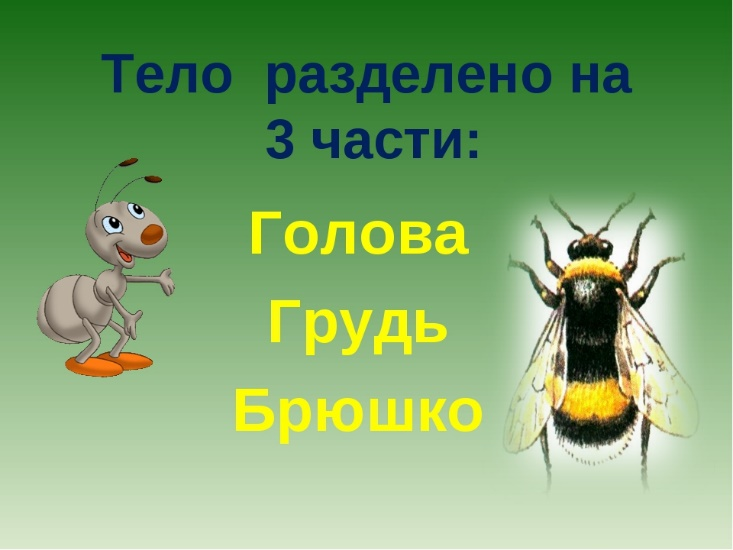 Тело разделено на
3 части:
Голова
Грудь
Брюшко